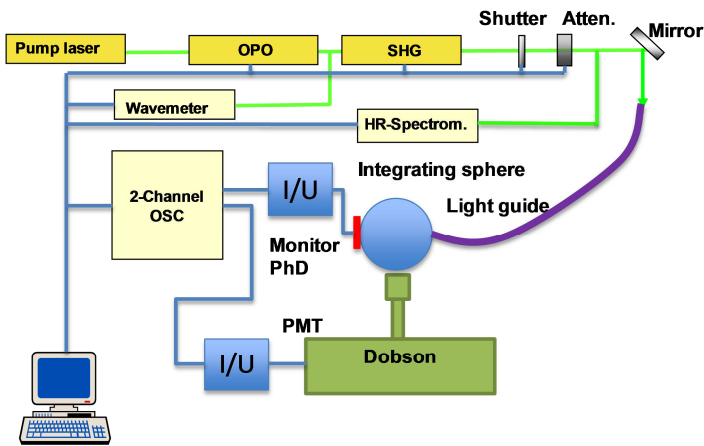 Shutter
Atten.
Mirror
Pump laser
OPO
SHG
Wavemeter
HR-Spectrom.
Integrating sphere
2-Channel
OSC
I/U
Light guide
Monitor
PhD
PMT
I/U
Dobson